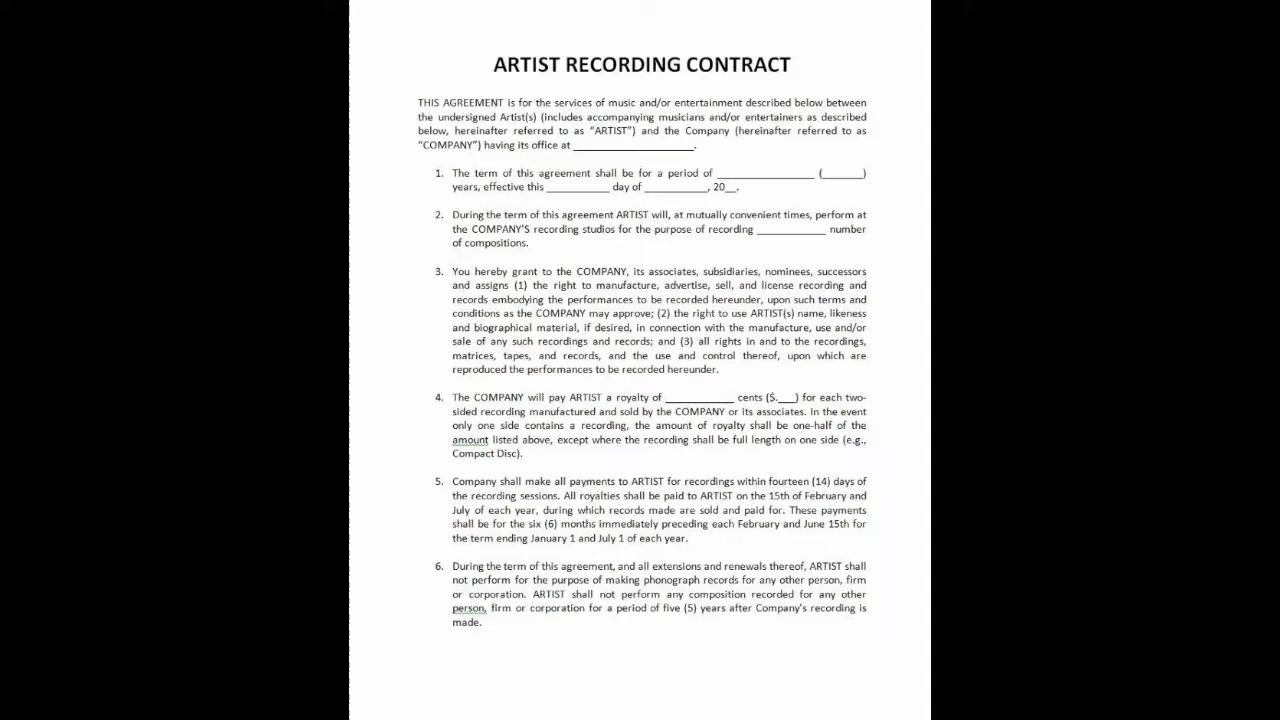 ARTIST RECORDING CONTRACT
THIS AGREEMENT is for the services of music and/or entertainment described below between
the undersigned Artist(s) (includes accompanying musicians and/or entertainers as described
below, hereinafter referred to as “ARTIST”) and the Company (hereinafter referred to as
“COMPANY”) having its office at ______________________.
1. The term of this agreement shall be for a period of __________________ (________)
years, effective this ___________ day of ___________, 20__.
2. During the term of this agreement ARTIST will, at mutually convenient times, perform at
the COMPANY’S recording studios for the purpose of recording ____________ number
of compositions.
3. You hereby grant to the COMPANY, its associates, subsidiaries, nominees, successors
and assigns (1) the right to manufacture, advertise, sell, and license recording and
records embodying the performances to be recorded hereunder, upon such terms and
conditions as the COMPANY may approve; (2) the right to use ARTIST(s) name, likeness
and biographical material, if desired, in connection with the manufacture, use and/or
sale of any such recordings and records; and (3) all rights in and to the recordings,
matrices, tapes, and records, and the use and control thereof, upon which are
reproduced the performances to be recorded hereunder.
4. The COMPANY will pay ARTIST a royalty of ____________ cents ($.___) for each two-
sided recording manufactured and sold by the COMPANY or its associates. In the event
only one side contains a recording, the amount of royalty shall be one-half of the
amount listed above, except where the recording shall be full length on one side (e.g.,
Compact Disc).
5. Company shall make all payments to ARTIST for recordings within fourteen (14) days of
the recording sessions. All royalties shall be paid to ARTIST on the 15th of February and
July of each year, during which records made are sold and paid for. These payments
shall be for the six (6) months immediately preceding each February and June 15th for
the term ending January 1 and July 1 of each year.
6. During the term of this agreement, and all extensions and renewals thereof, ARTIST shall
not perform for the purpose of making phonograph records for any other person, firm
or corporation. ARTIST shall not perform any composition recorded for any other
person, firm or corporation for a period of five (5) years after Company’s recording is
made.